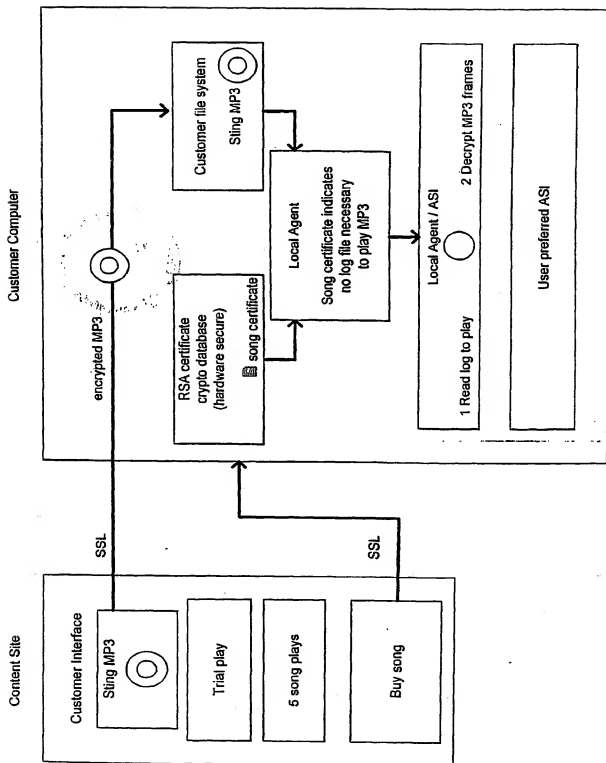 Content Site
Customer Interface
Sting MP3
Trial play
5 song plays
Buy song
SSL
SSL
Customer Computer
encrypted MP3
Customer file system
Sting MP3
RSA certificate
crypto database
(hardware secure)
song certificate
Local Agent
Song certificate indicates
no log file necessary
to play MP3
Local Agent / ASI
1 Read log to play
2 Decrypt MP3 frames
User preferred ASI